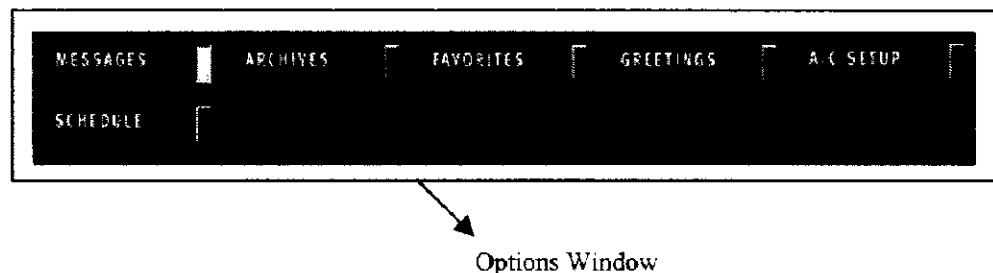 MESSAGES ARCHIVES FAVORITES GREETINGS A/C SETUP
SCHEDULE
Options Window